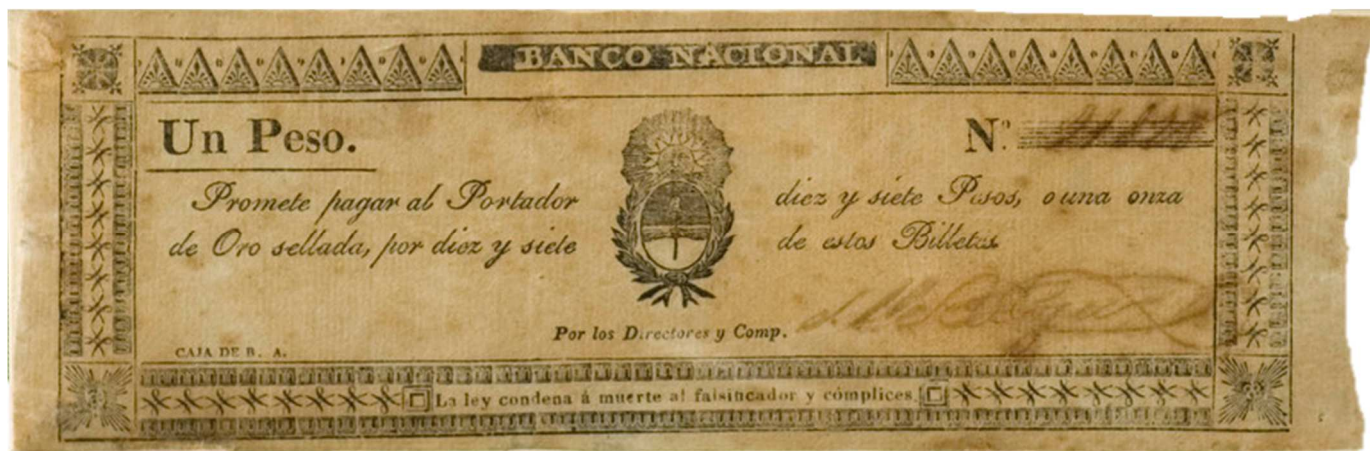 BANCO NACIONAL
Un Peso.
Nº.
Promete pagar al Portador diez y siete Pesos, o una onza
de Oro sellada, por diez y siete de estos Billetes
Por los Directores y Comp.
CAJA DE B. A.
La ley condena á muerte al falsificador y cómplices